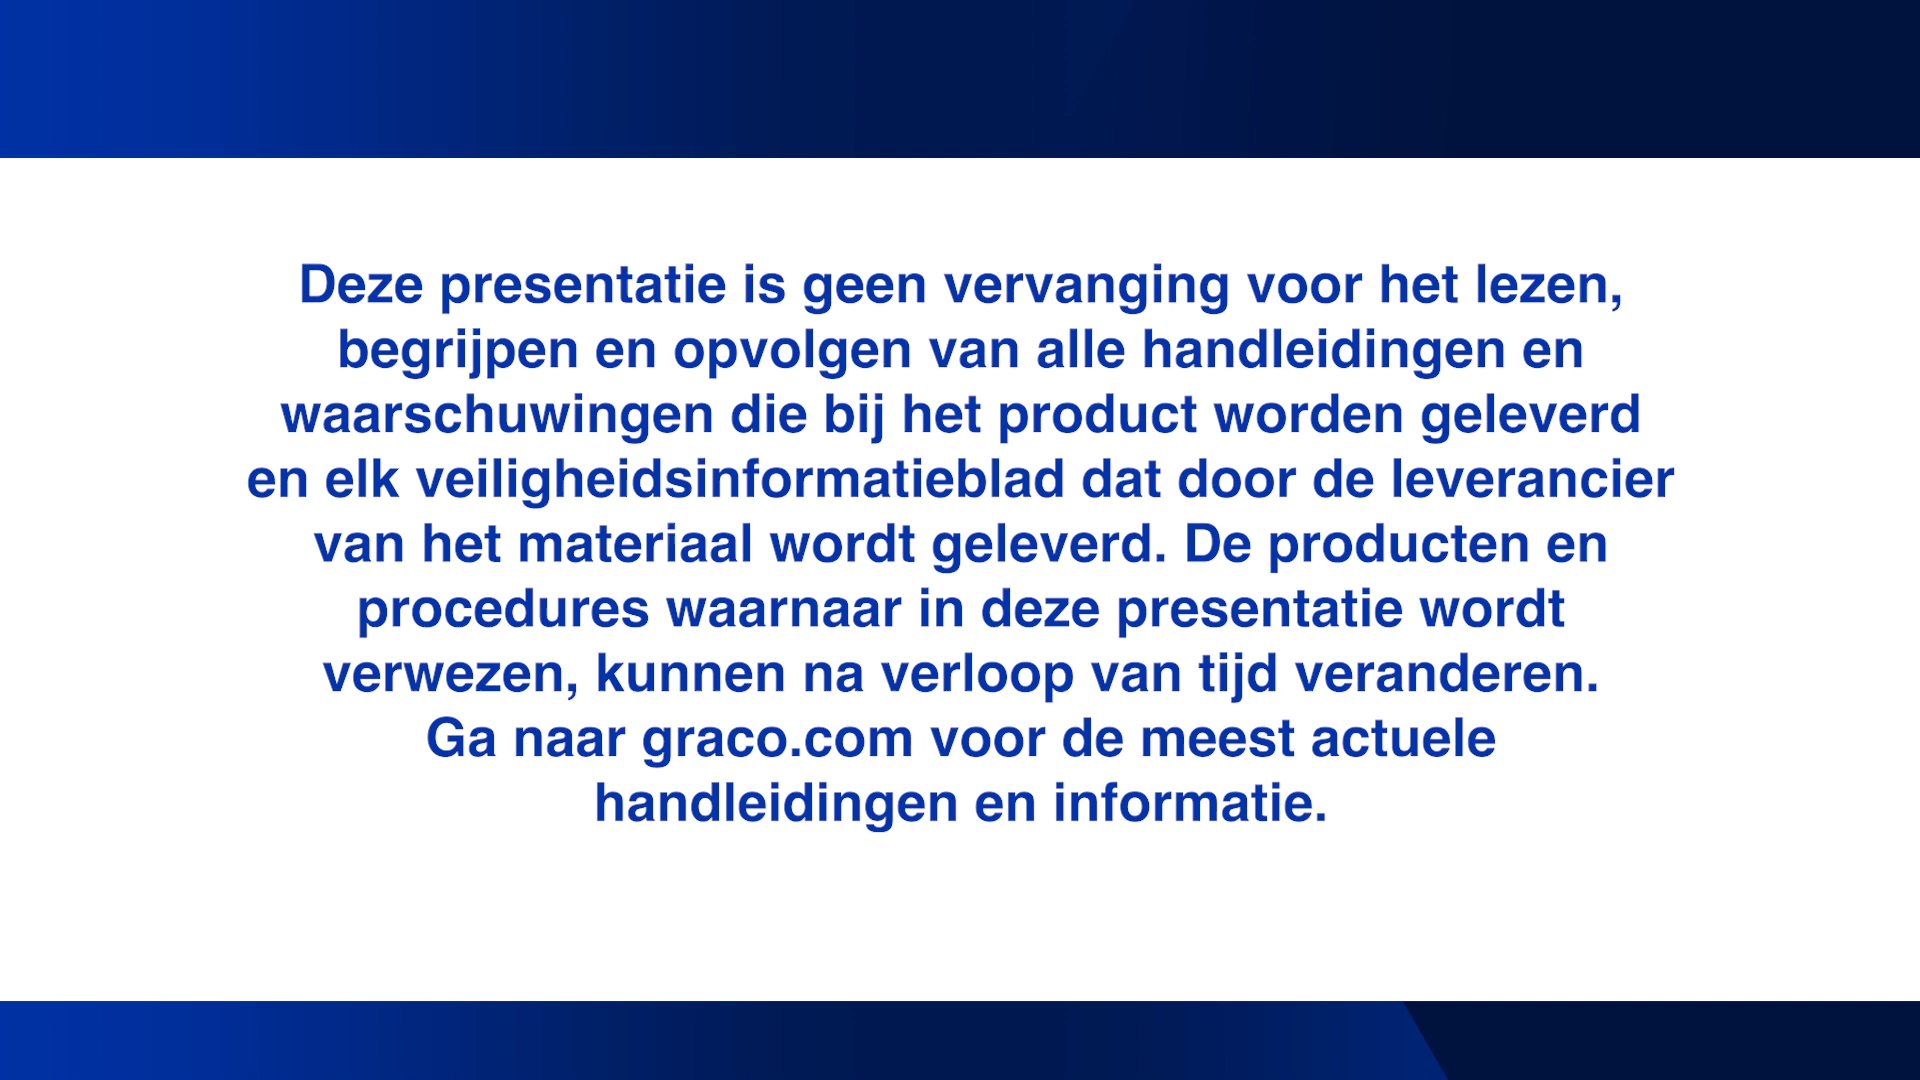 Deze presentatie is geen vervanging voor het lezen,
begrijpen en opvolgen van alle handleidingen en
waarschuwingen die bij het product worden geleverd
en elk veiligheidsinformatieblad dat door de leverancier
van het materiaal wordt geleverd. De producten en
procedures waarnaar in deze presentatie wordt
verwezen, kunnen na verloop van tijd veranderen.
Ga naar graco.com voor de meest actuele
handleidingen en informatie.